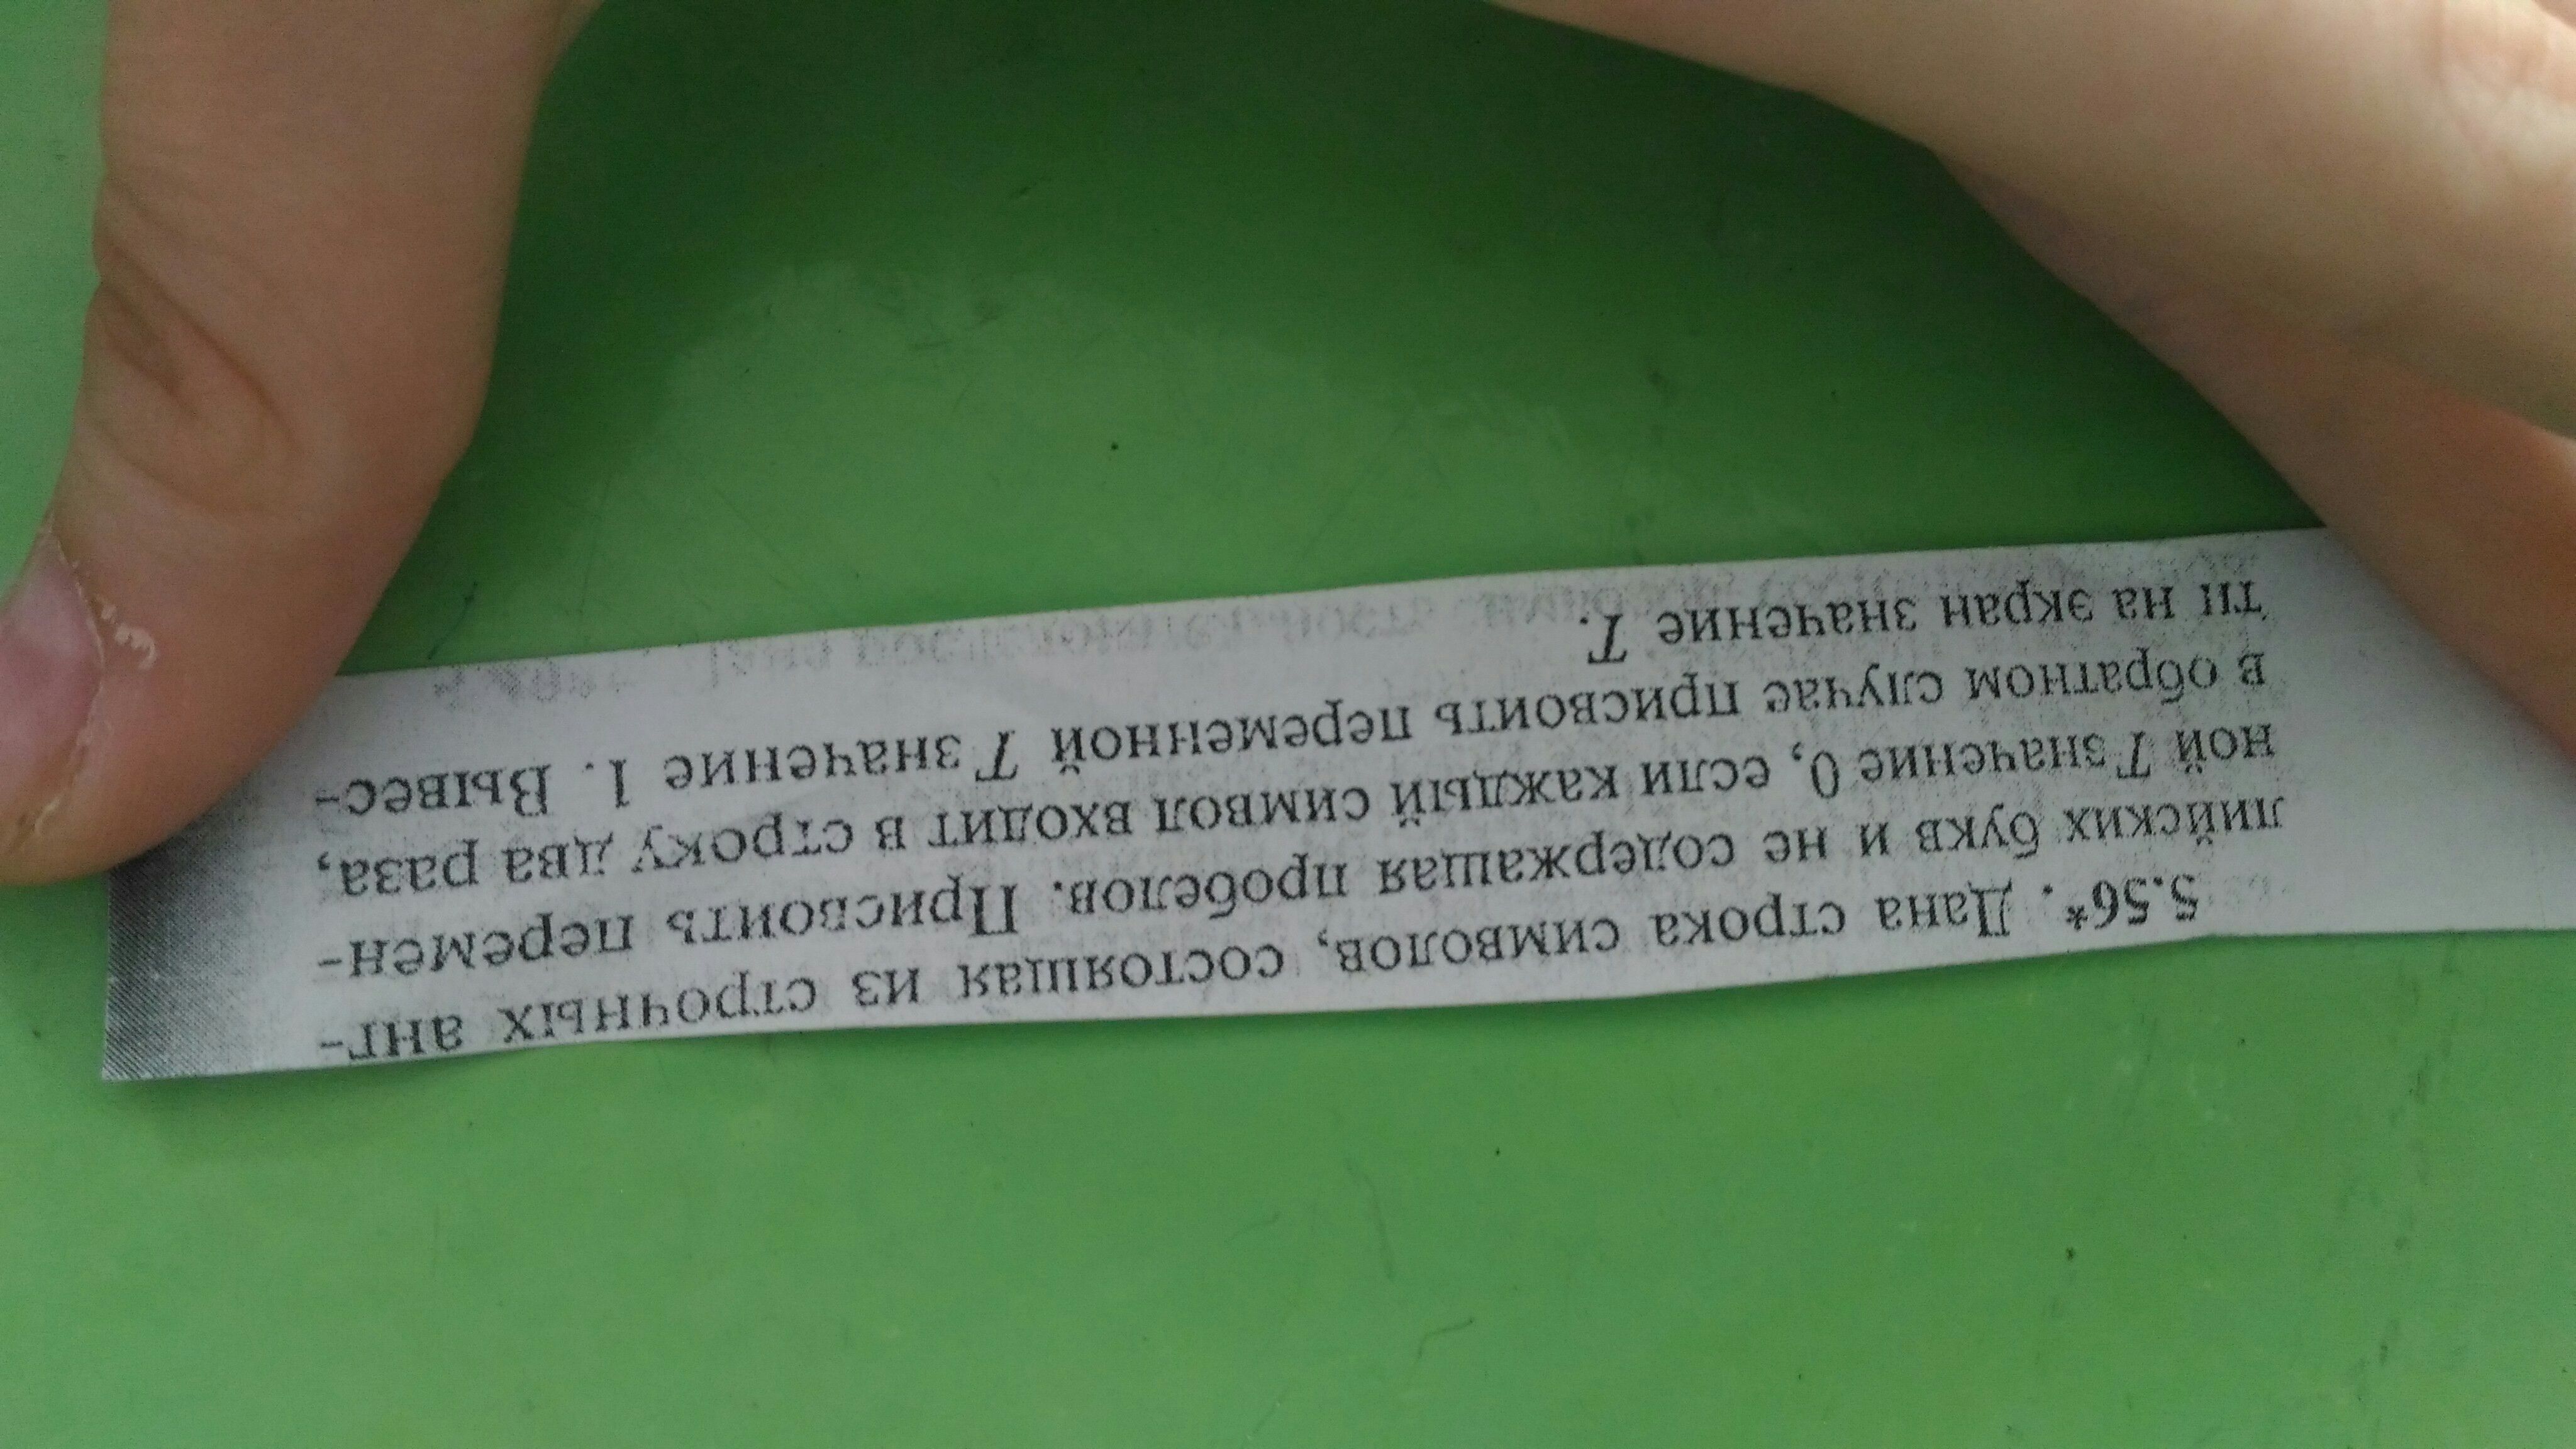 5.56*. Дана строка символов, состоящая из строчных анг-
лийских букв и не содержащая пробелов. Присвоить перемен-
ной T значение 0, если каждый символ входит в строку два раза,
в обратном случае присвоить переменной T значение 1. Вывес-
ти на экран значение T.